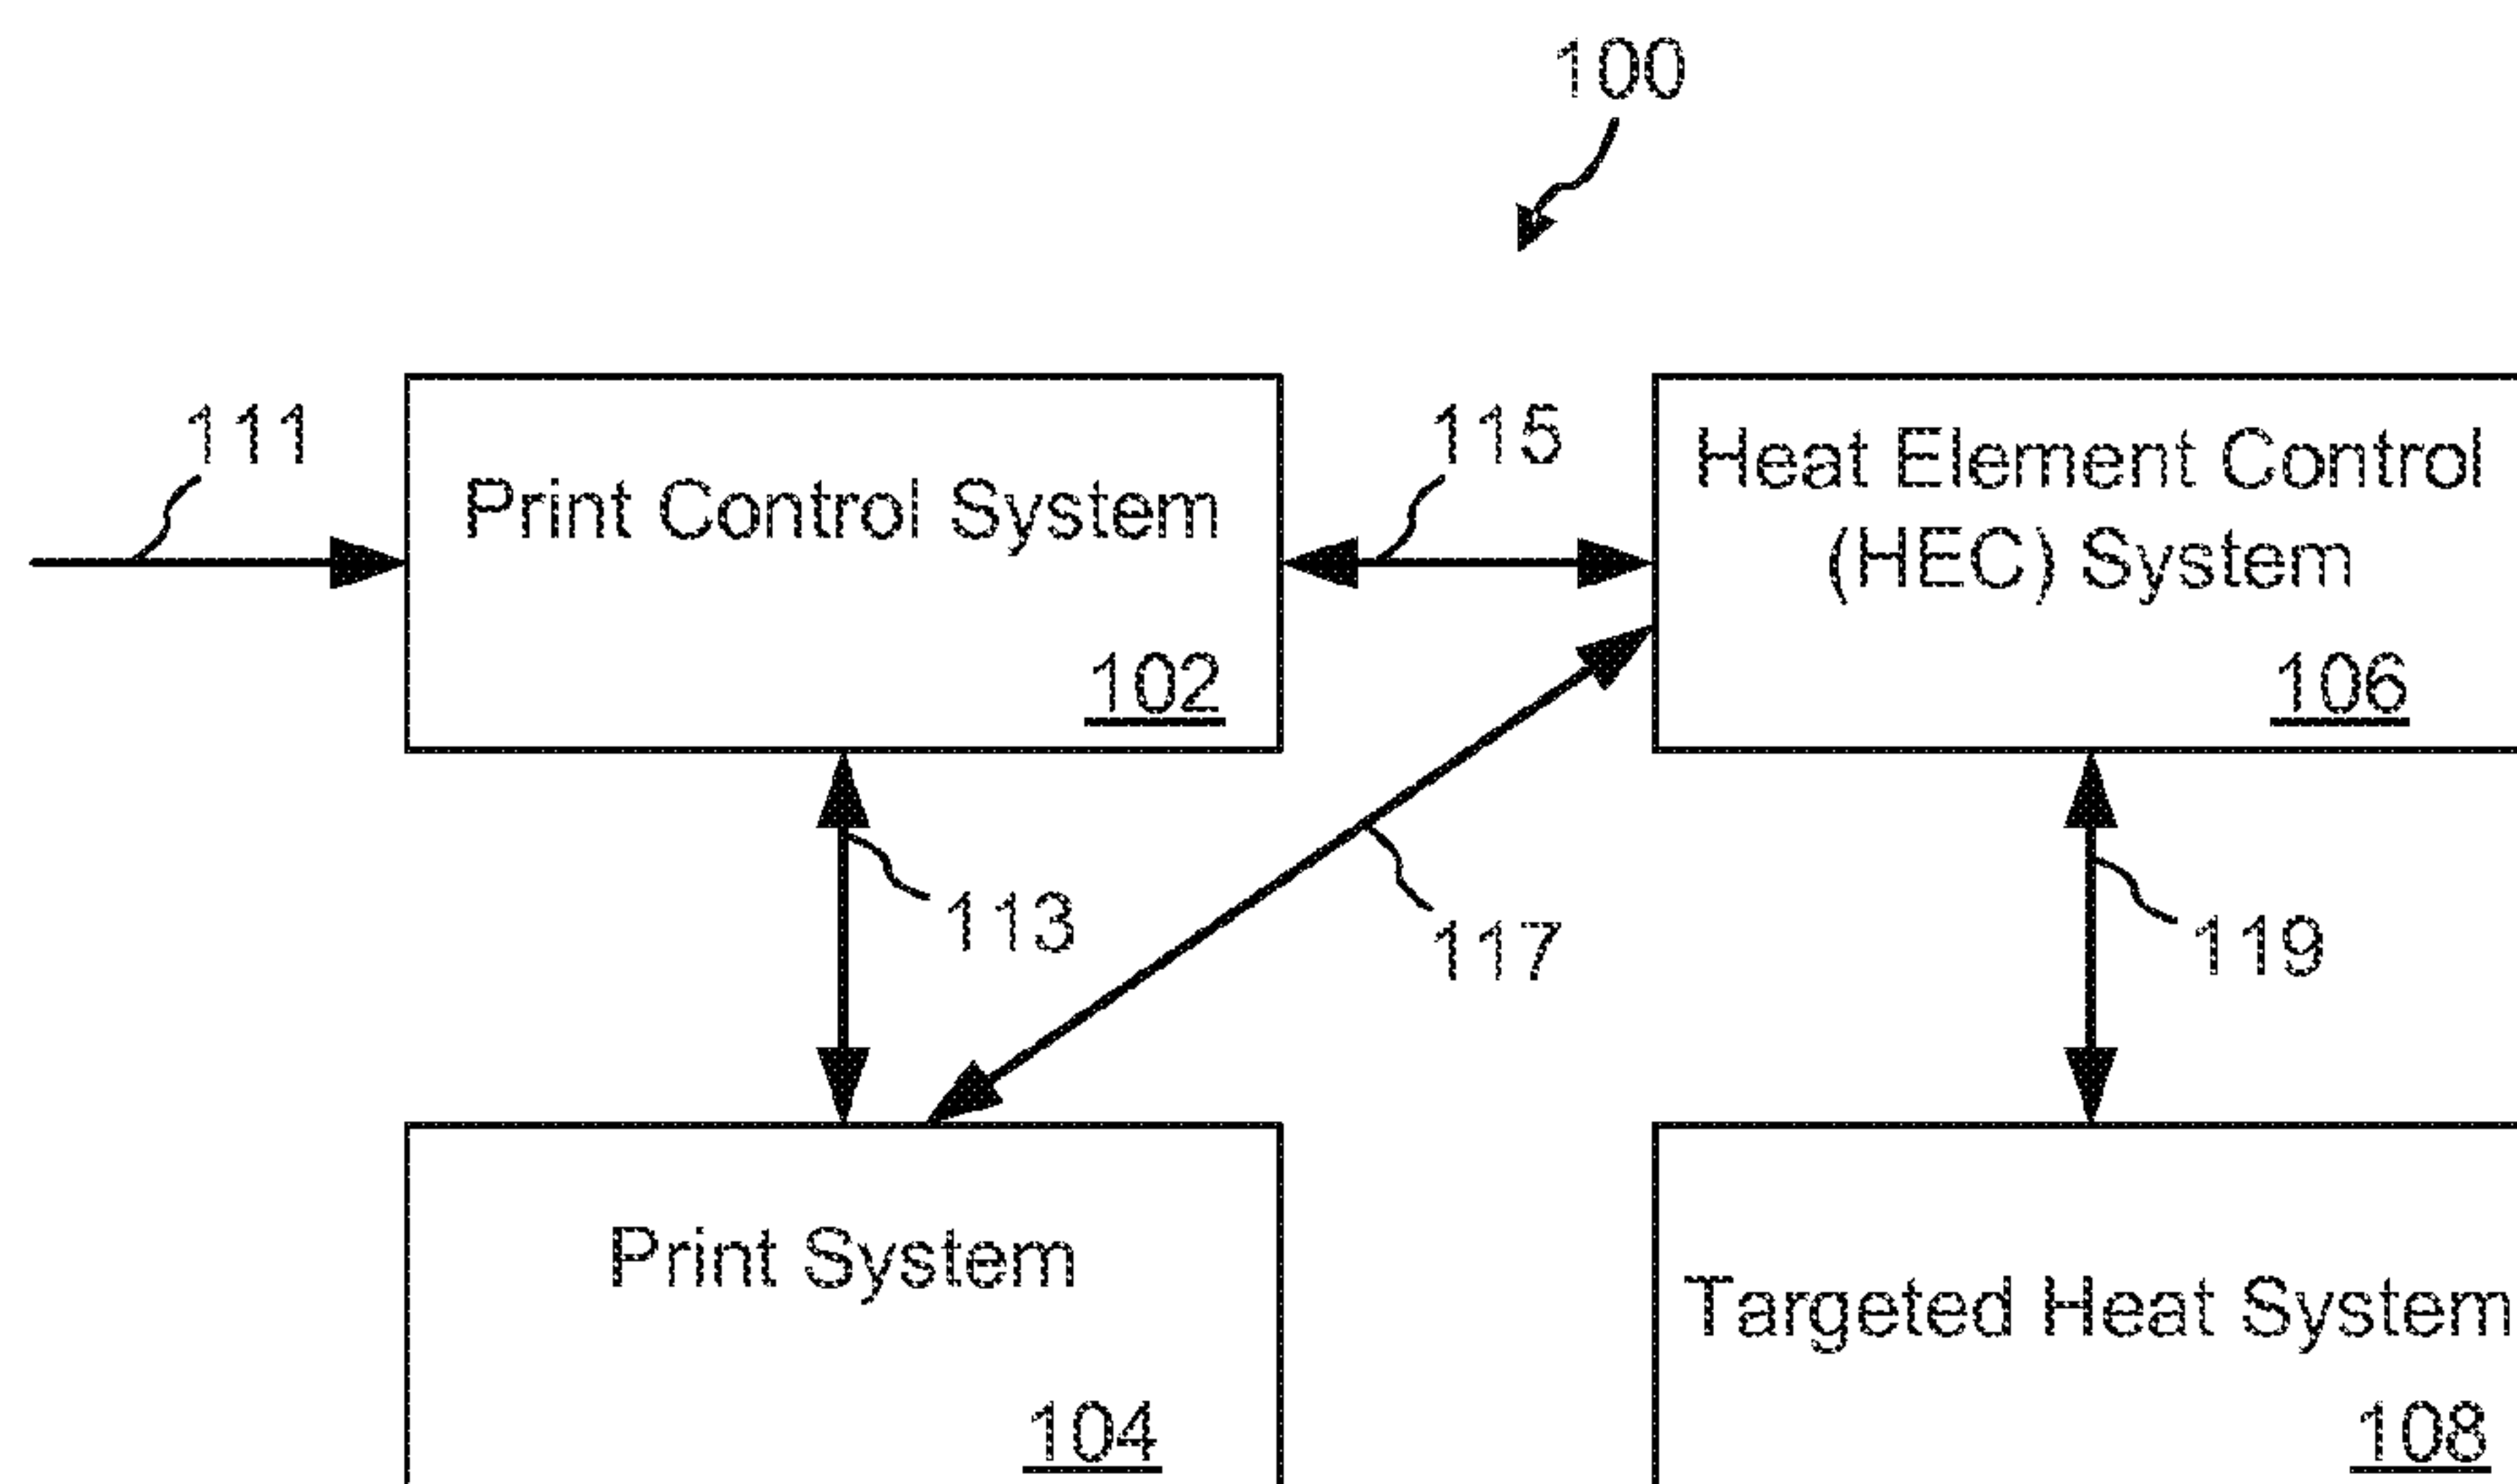 100
111
Print Control System
102
115
Heat Element Control
(HEC) System
106
113
117
119
Print System
104
Targeted Heat System
108